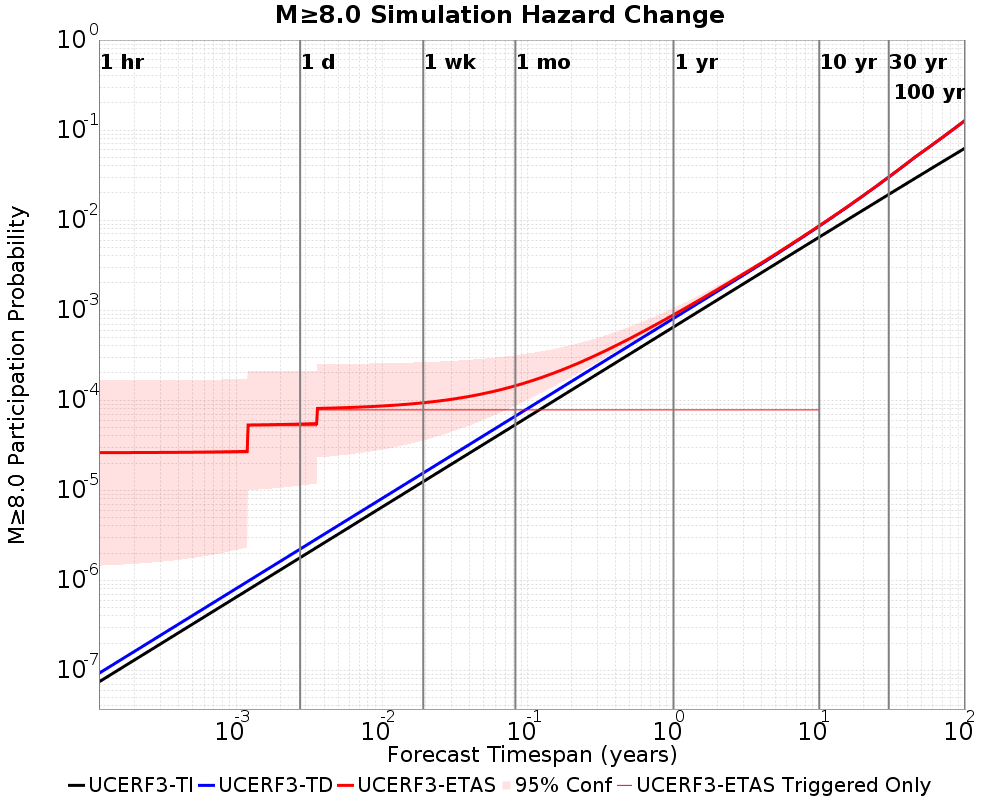 M≥8.0 Simulation Hazard Change
1 hr 1 d 1 wk 1 mo 1 yr 10 yr 30 yr
100 yr
10^0
10^-1
10^-2
10^-3
10^-4
10^-5
10^-6
10^-7
M≥8.0 Participation Probability
10^-3 10^-2 10^-1 10^0 10^1 10^2
Forecast Timespan (years)
UCERF3-TI UCERF3-TD UCERF3-ETAS 95% Conf UCERF3-ETAS Triggered Only